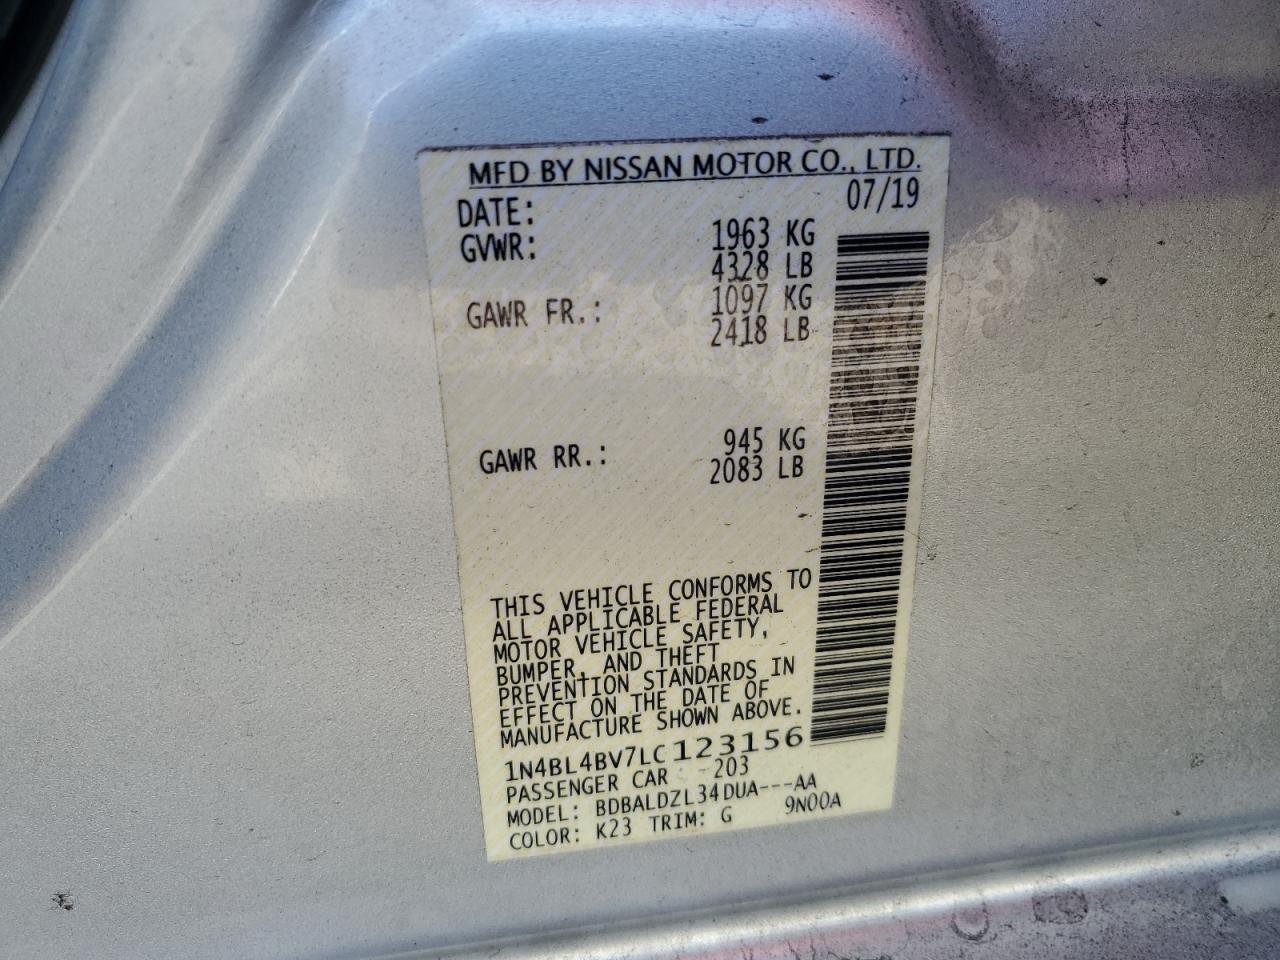 MFD BY NISSAN MOTOR CO., LTD.
DATE: 07/19
GVWR: 1963 KG
4328 LB
GAWR FR.: 1097 KG
2418 LB
GAWR RR.: 945 KG
2083 LB
THIS VEHICLE CONFORMS TO
ALL APPLICABLE FEDERAL
MOTOR VEHICLE SAFETY,
BUMPER, AND THEFT
PREVENTION STANDARDS IN
EFFECT ON THE DATE OF
MANUFACTURE SHOWN ABOVE.
1N4BL4BV7LC123156
PASSENGER CAR -203
MODEL: BDBALDZL34DUA---AA
COLOR: K23 TRIM: G 9N00A